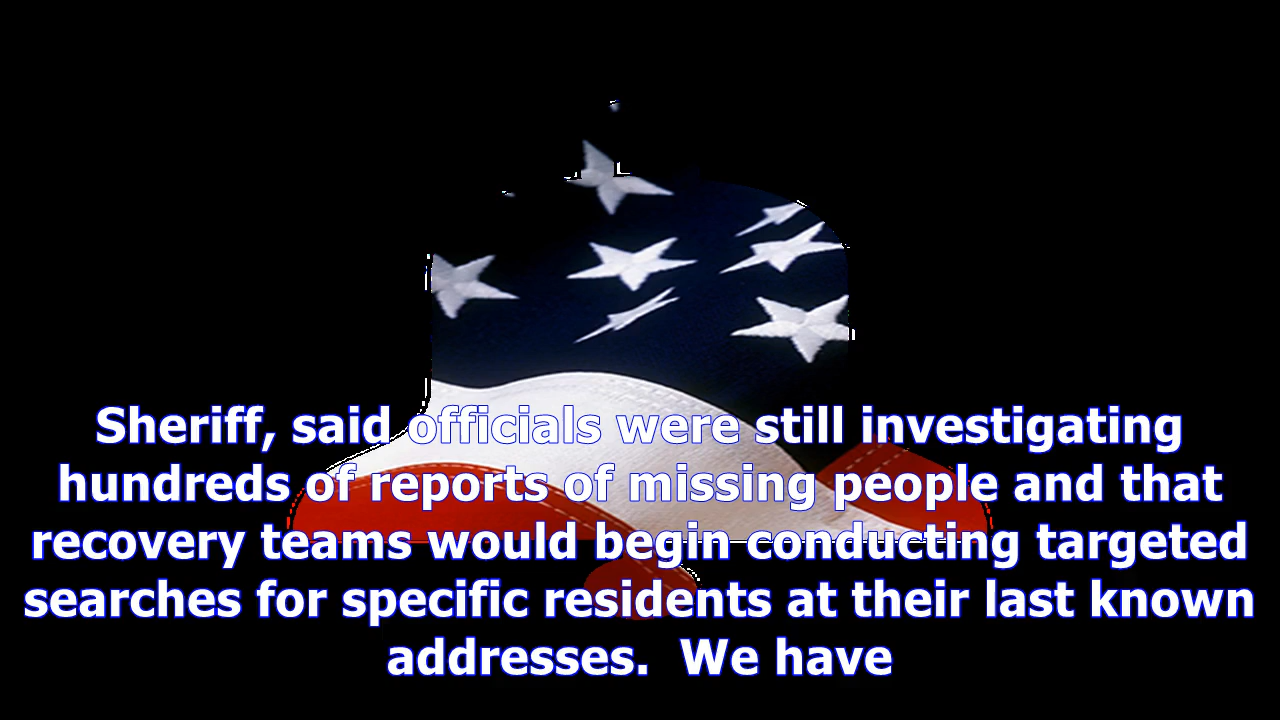 Sheriff, said officials were still investigating
hundreds of reports of missing people and that
recovery teams would begin conducting targeted
searches for specific residents at their last known
addresses.  We have